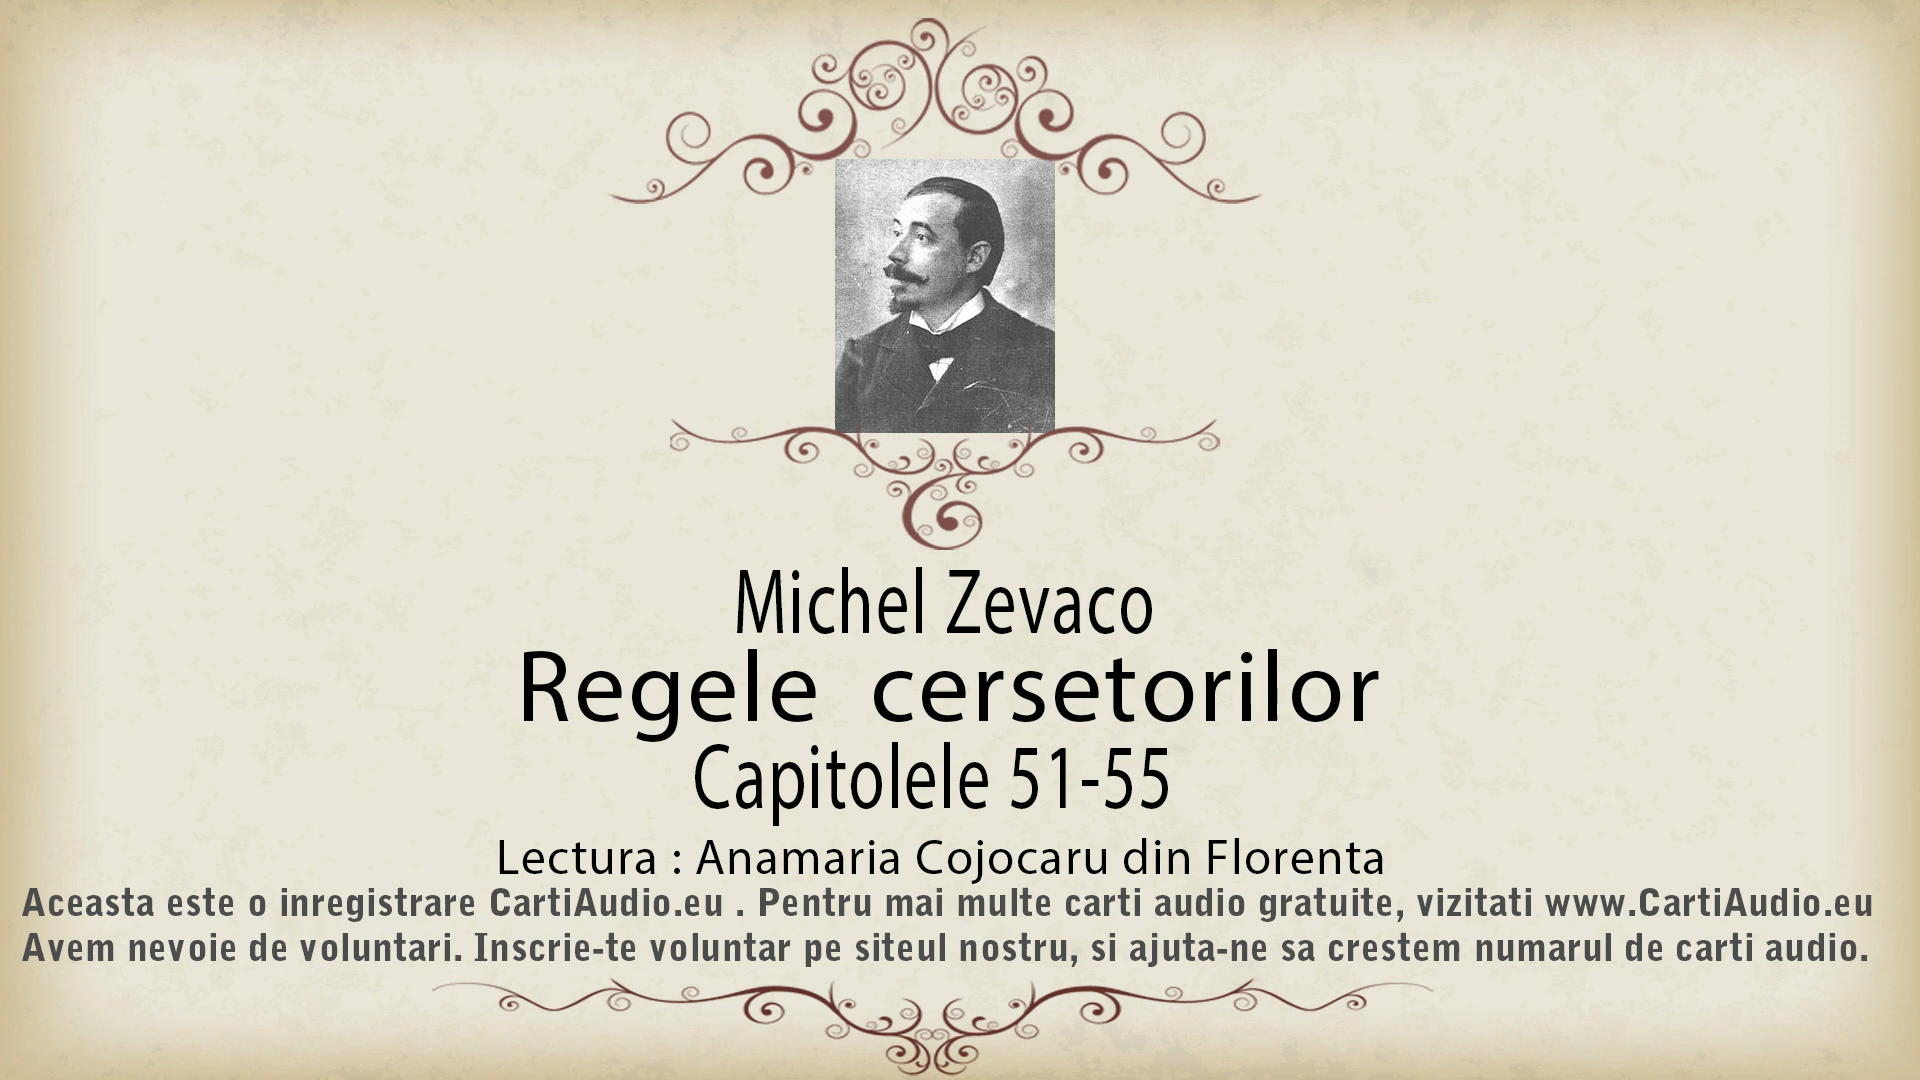 Michel Zevaco
Regele cersetorilor
Capitolele 51-55
Lectura : Anamaria Cojocaru din Florenta
Aceasta este o inregistrare CartiAudio.eu . Pentru mai multe carti audio gratuite, vizitati www.CartiAudio.eu
Avem nevoie de voluntari. Inscrie-te voluntar pe siteul nostru, si ajuta-ne sa crestem numarul de carti audio.